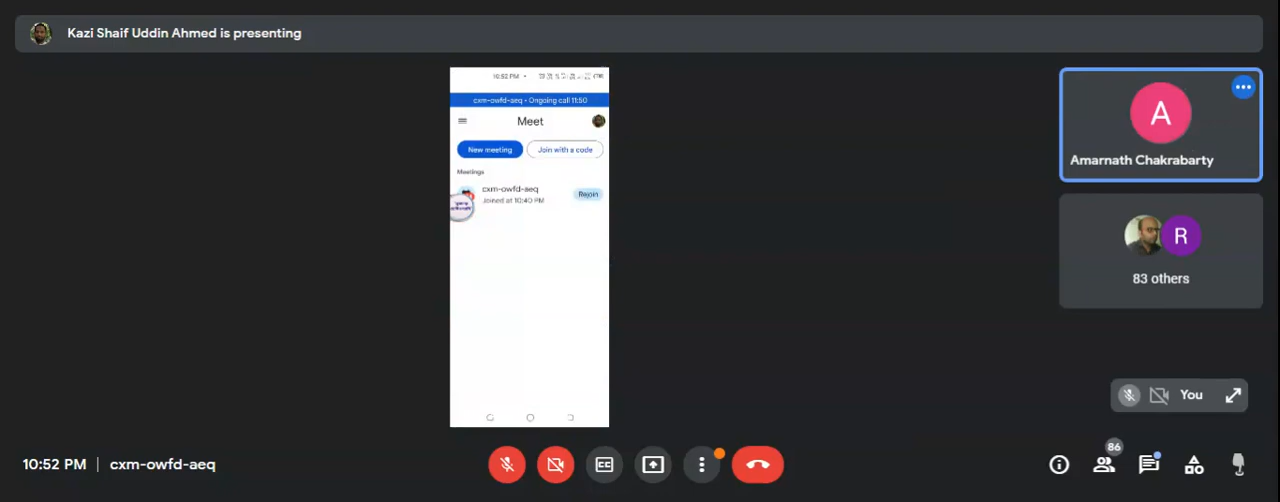 Kazi Shaif Uddin Ahmed is presenting
10:52 PM
cxm-owfd-aeq • Ongoing call 11:50
Meet
New meeting
Join with a code
Meetings
cxm-owfd-aeq
Joined at 10:40 PM
Rejoin
A
Amarnath Chakrabarty
R
83 others
You
10:52 PM | cxm-owfd-aeq
CC
86